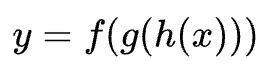 y = f(g(h(x)))